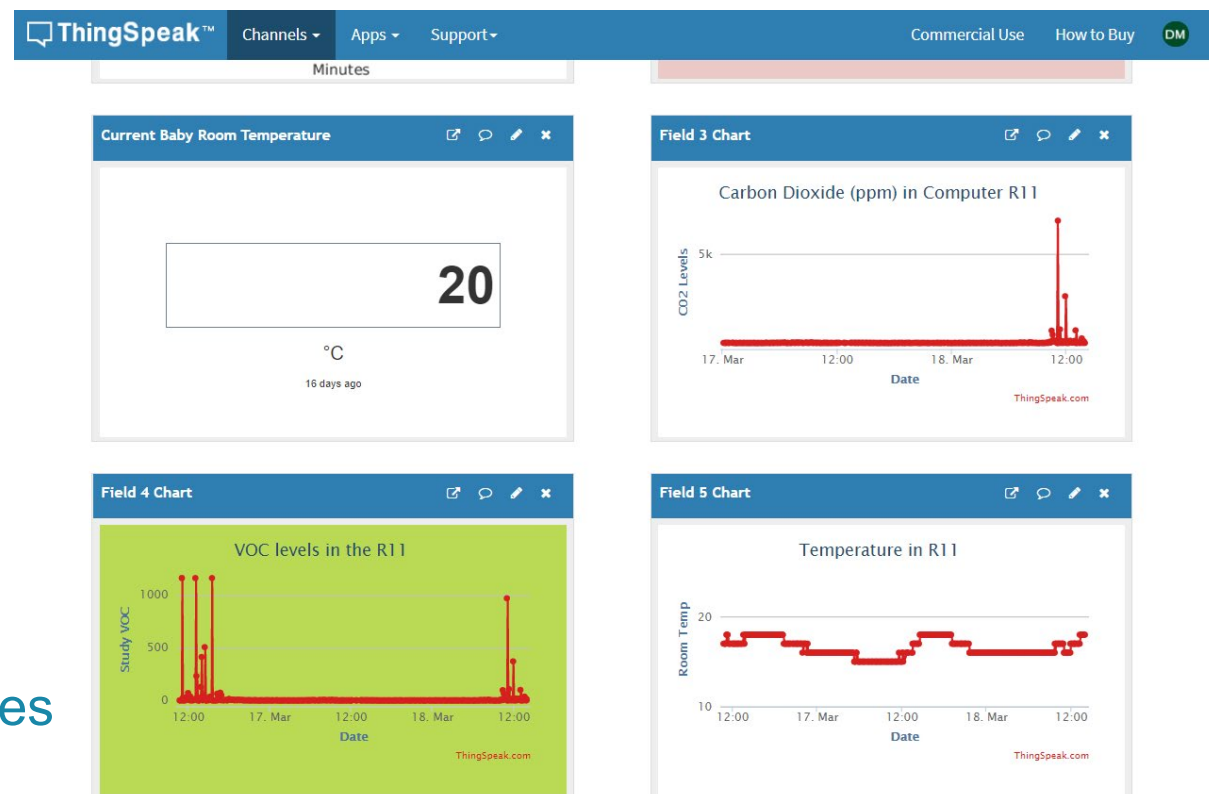 ThingSpeak™ Channels Apps Support Commercial Use How to Buy DM
Minutes
Current Baby Room Temperature
20
°C
16 days ago
Field 3 Chart
Carbon Dioxide (ppm) in Computer R11
CO2 Levels
5k
17. Mar 12:00 18. Mar 12:00
Date
ThingSpeak.com
Field 4 Chart
VOC levels in the R11
Study VOC
1000
500
0
12:00 17. Mar 12:00 18. Mar 12:00
Date
ThingSpeak.com
Field 5 Chart
Temperature in R11
Room Temp
20
10
12:00 17. Mar 12:00 18. Mar 12:00
Date
ThingSpeak.com
es